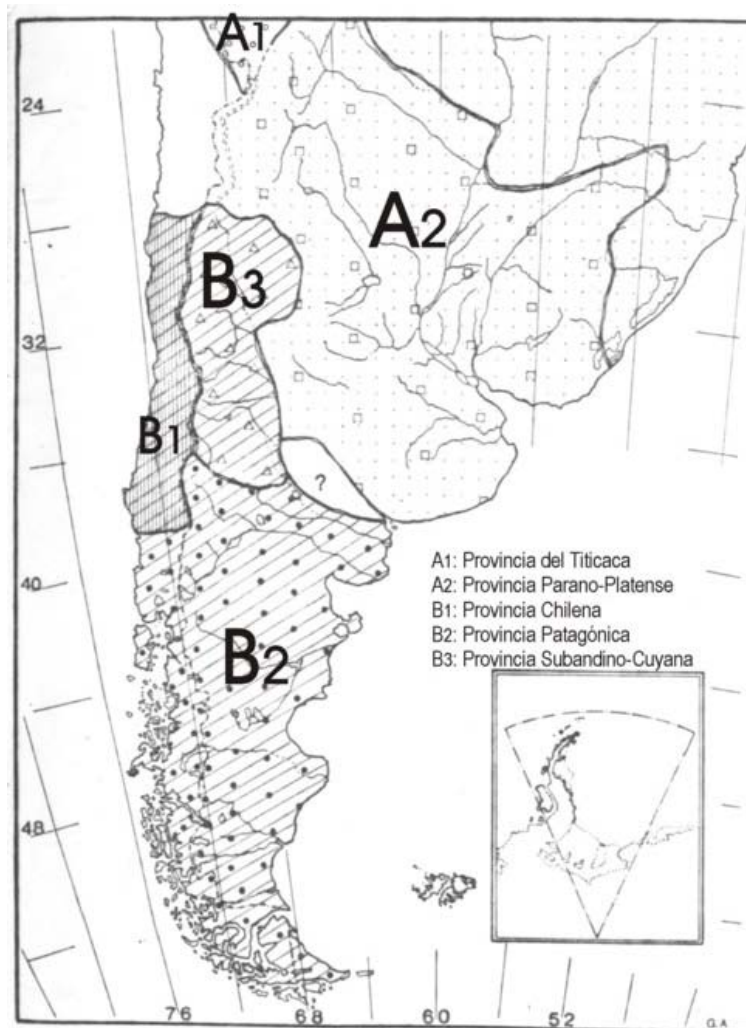 A1
24
A2
B3
32
B1
?
A1: Provincia del Titicaca
A2: Provincia Parano-Platense
B1: Provincia Chilena
B2: Provincia Patagónica
B3: Provincia Subandino-Cuyana
40
B2
48
76 68 60 52
G.A.